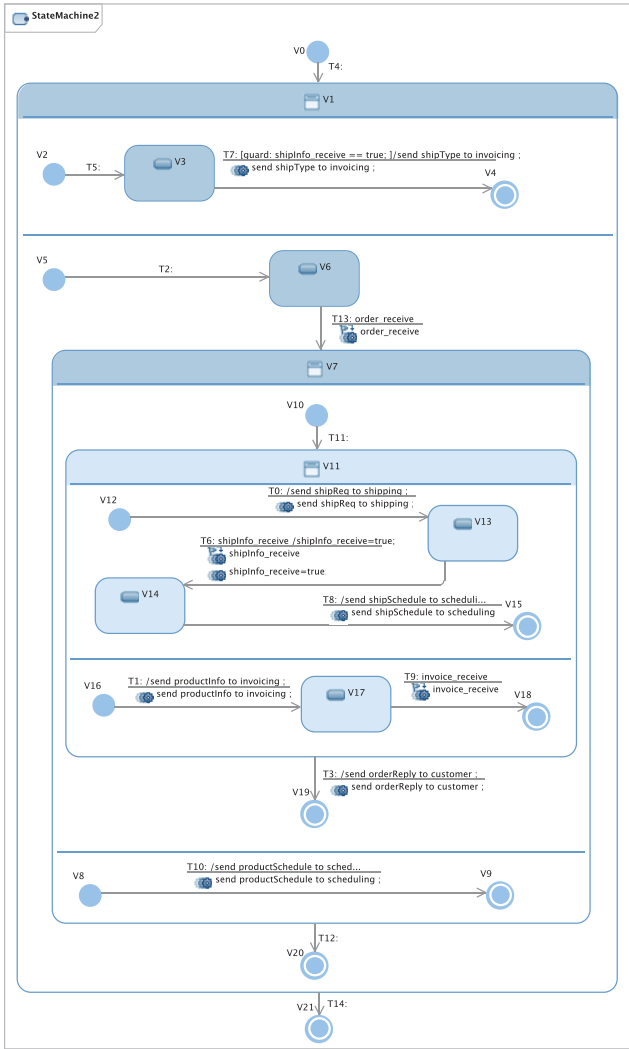 StateMachine2
V0
T4:
V1
V2
T5:
V3
T7: [guard: shipInfo_receive == true; ]/send shipType to invoicing ;
send shipType to invoicing ;
V4
V5
T2:
V6
T13: order_receive
order_receive
V7
V10
T11:
V11
T0: /send shipReq to shipping ;
V12
send shipReq to shipping ;
V13
T6: shipInfo_receive /shipInfo_receive=true;
shipInfo_receive
shipInfo_receive=true
V14
T8: /send shipSchedule to scheduli...
V15
send shipSchedule to scheduling
V16
T1: /send productInfo to invoicing ;
send productInfo to invoicing ;
V17
T9: invoice_receive
invoice_receive
V18
T3: /send orderReply to customer ;
send orderReply to customer ;
V19
T10: /send productSchedule to sched...
V8
send productSchedule to scheduling ;
V9
T12:
V20
V21
T14: